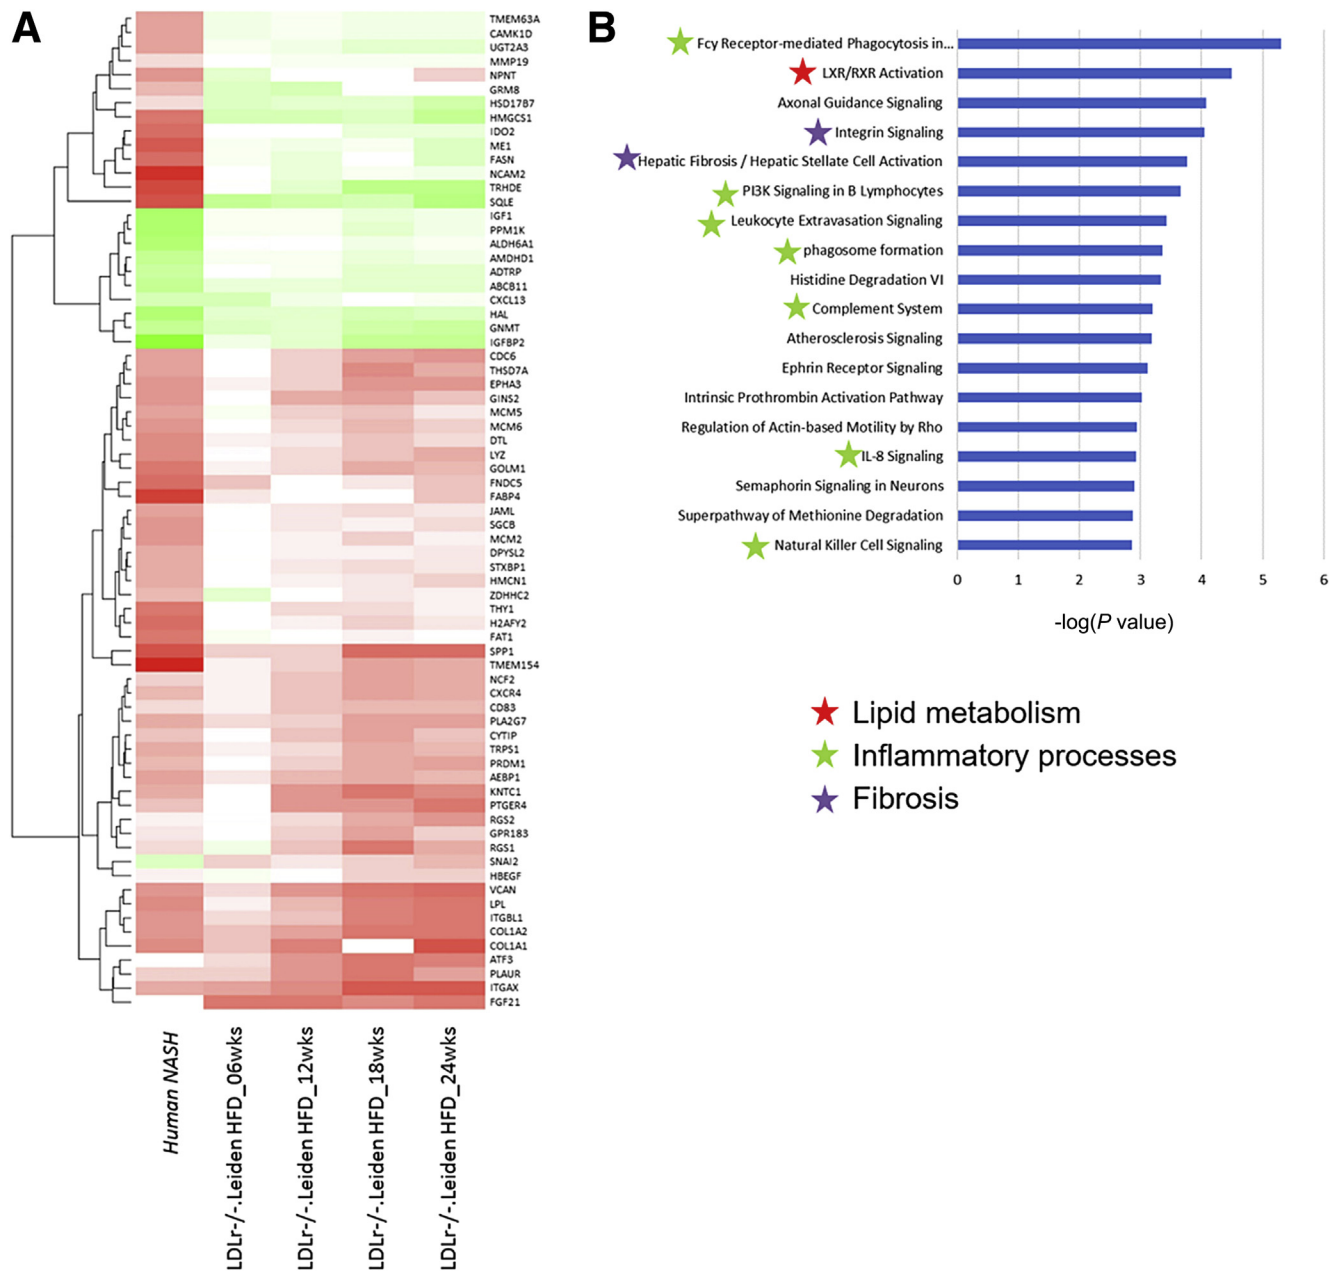 A
TMEM63A
CAMK1D
UGT2A3
MMP19
NPNT
GRM8
HSD17B7
HMGCS1
IDO2
ME1
FASN
NCAM2
TRHDE
SQLE
IGF1
PPM1K
ALDH6A1
AMDHD1
ADTRP
ABCB11
CXCL13
HAL
GNMT
IGFBP2
CDC6
THSD7A
EPHA3
GINS2
MCM5
MCM6
DTL
LYZ
GOLM1
FNDC5
FABP4
JAML
SGCB
MCM2
DPYSL2
STXBP1
HMCN1
ZDHHC2
THY1
H2AFY2
FAT1
SPP1
TMEM154
NCF2
CXCR4
CD83
PLA2G7
CYTIP
TRPS1
PRDM1
AEBP1
KNTC1
PTGER4
RGS2
GPR183
RGS1
SNAI2
HBEGF
VCAN
LPL
ITGBL1
COL1A2
COL1A1
ATF3
PLAUR
ITGAX
FGF21
Human NASH
LDLr-/-.Leiden HFD_06wks
LDLr-/-.Leiden HFD_12wks
LDLr-/-.Leiden HFD_18wks
LDLr-/-.Leiden HFD_24wks
B
Fcy Receptor-mediated Phagocytosis in...
LXR/RXR Activation
Axonal Guidance Signaling
Integrin Signaling
Hepatic Fibrosis / Hepatic Stellate Cell Activation
PI3K Signaling in B Lymphocytes
Leukocyte Extravasation Signaling
phagosome formation
Histidine Degradation VI
Complement System
Atherosclerosis Signaling
Ephrin Receptor Signaling
Intrinsic Prothrombin Activation Pathway
Regulation of Actin-based Motility by Rho
IL-8 Signaling
Semaphorin Signaling in Neurons
Superpathway of Methionine Degradation
Natural Killer Cell Signaling
0 1 2 3 4 5 6
-log(P value)
Lipid metabolism
Inflammatory processes
Fibrosis